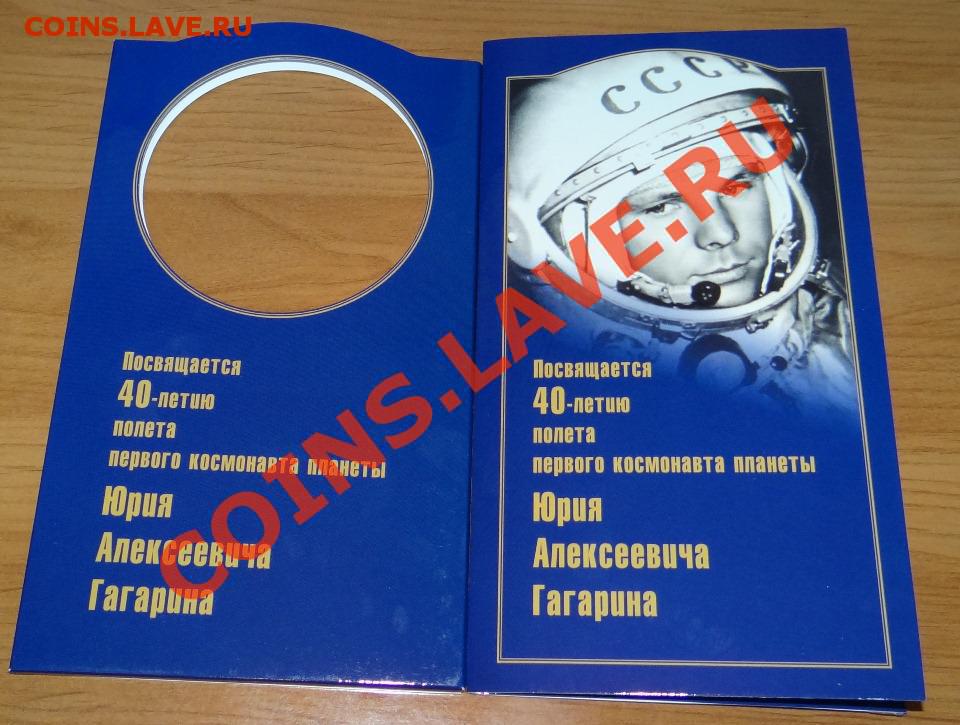 COINS.LAVE.RU
Посвящается
40-летию
полета
первого космонавта планеты
Юрия
Алексеевича
Гагарина
СССР
Посвящается
40-летию
полета
первого космонавта планеты
Юрия
Алексеевича
Гагарина
COINS.LAVE.RU
COINS.LAVE.RU